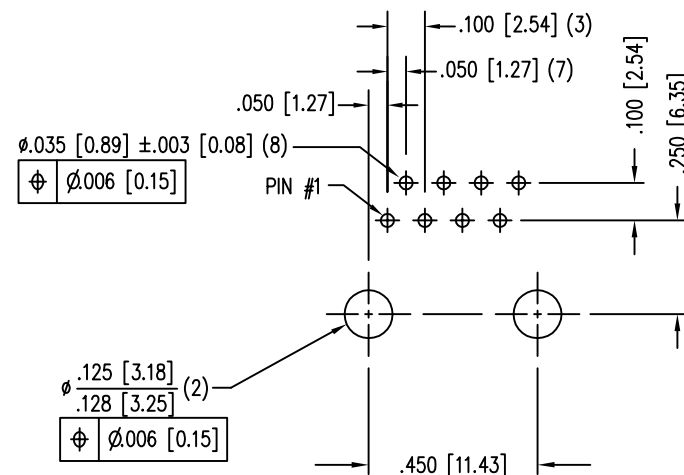 .100 [2.54] (3)
.050 [1.27] (7)
.050 [1.27]
.100 [2.54]
.250 [6.35]
⌀.035 [0.89] ±.003 [0.08] (8)
⌖ ⌀.006 [0.15]
PIN #1
⌀ .125 [3.18]
.128 [3.25] (2)
⌖ ⌀.006 [0.15]
.450 [11.43]